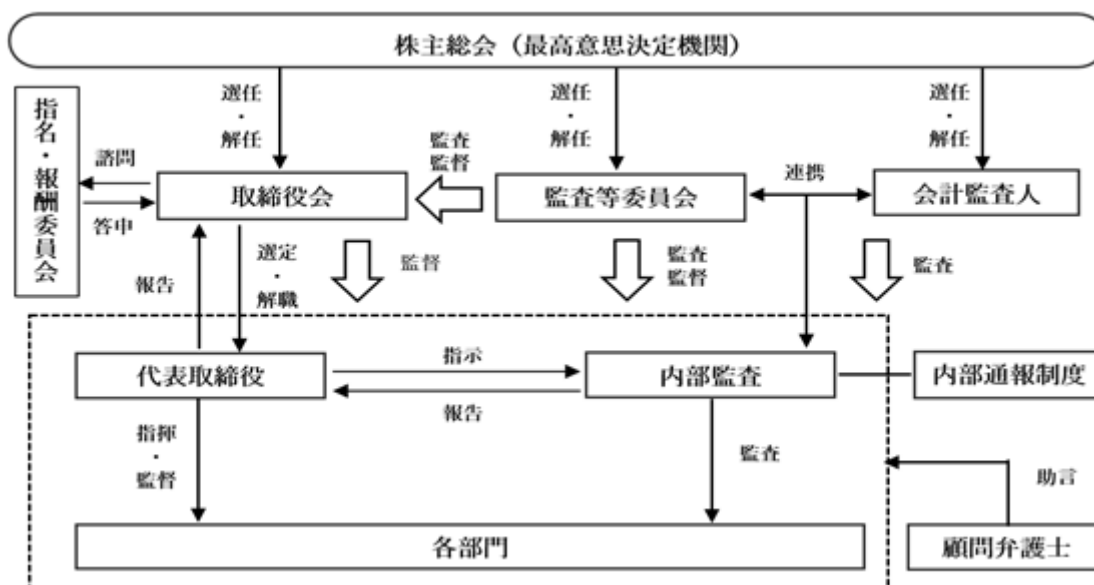 株主総会（最高意思決定機関）
選任
・
解任
選任
・
解任
選任
・
解任
指名・報酬委員会
諮問
答申
取締役会
監査
監督
監査等委員会
連携
会計監査人
報告
選定
・
解職
監督
監査
監督
監査
代表取締役
指示
報告
内部監査
内部通報制度
指揮
・
監督
監査
助言
各部門
顧問弁護士